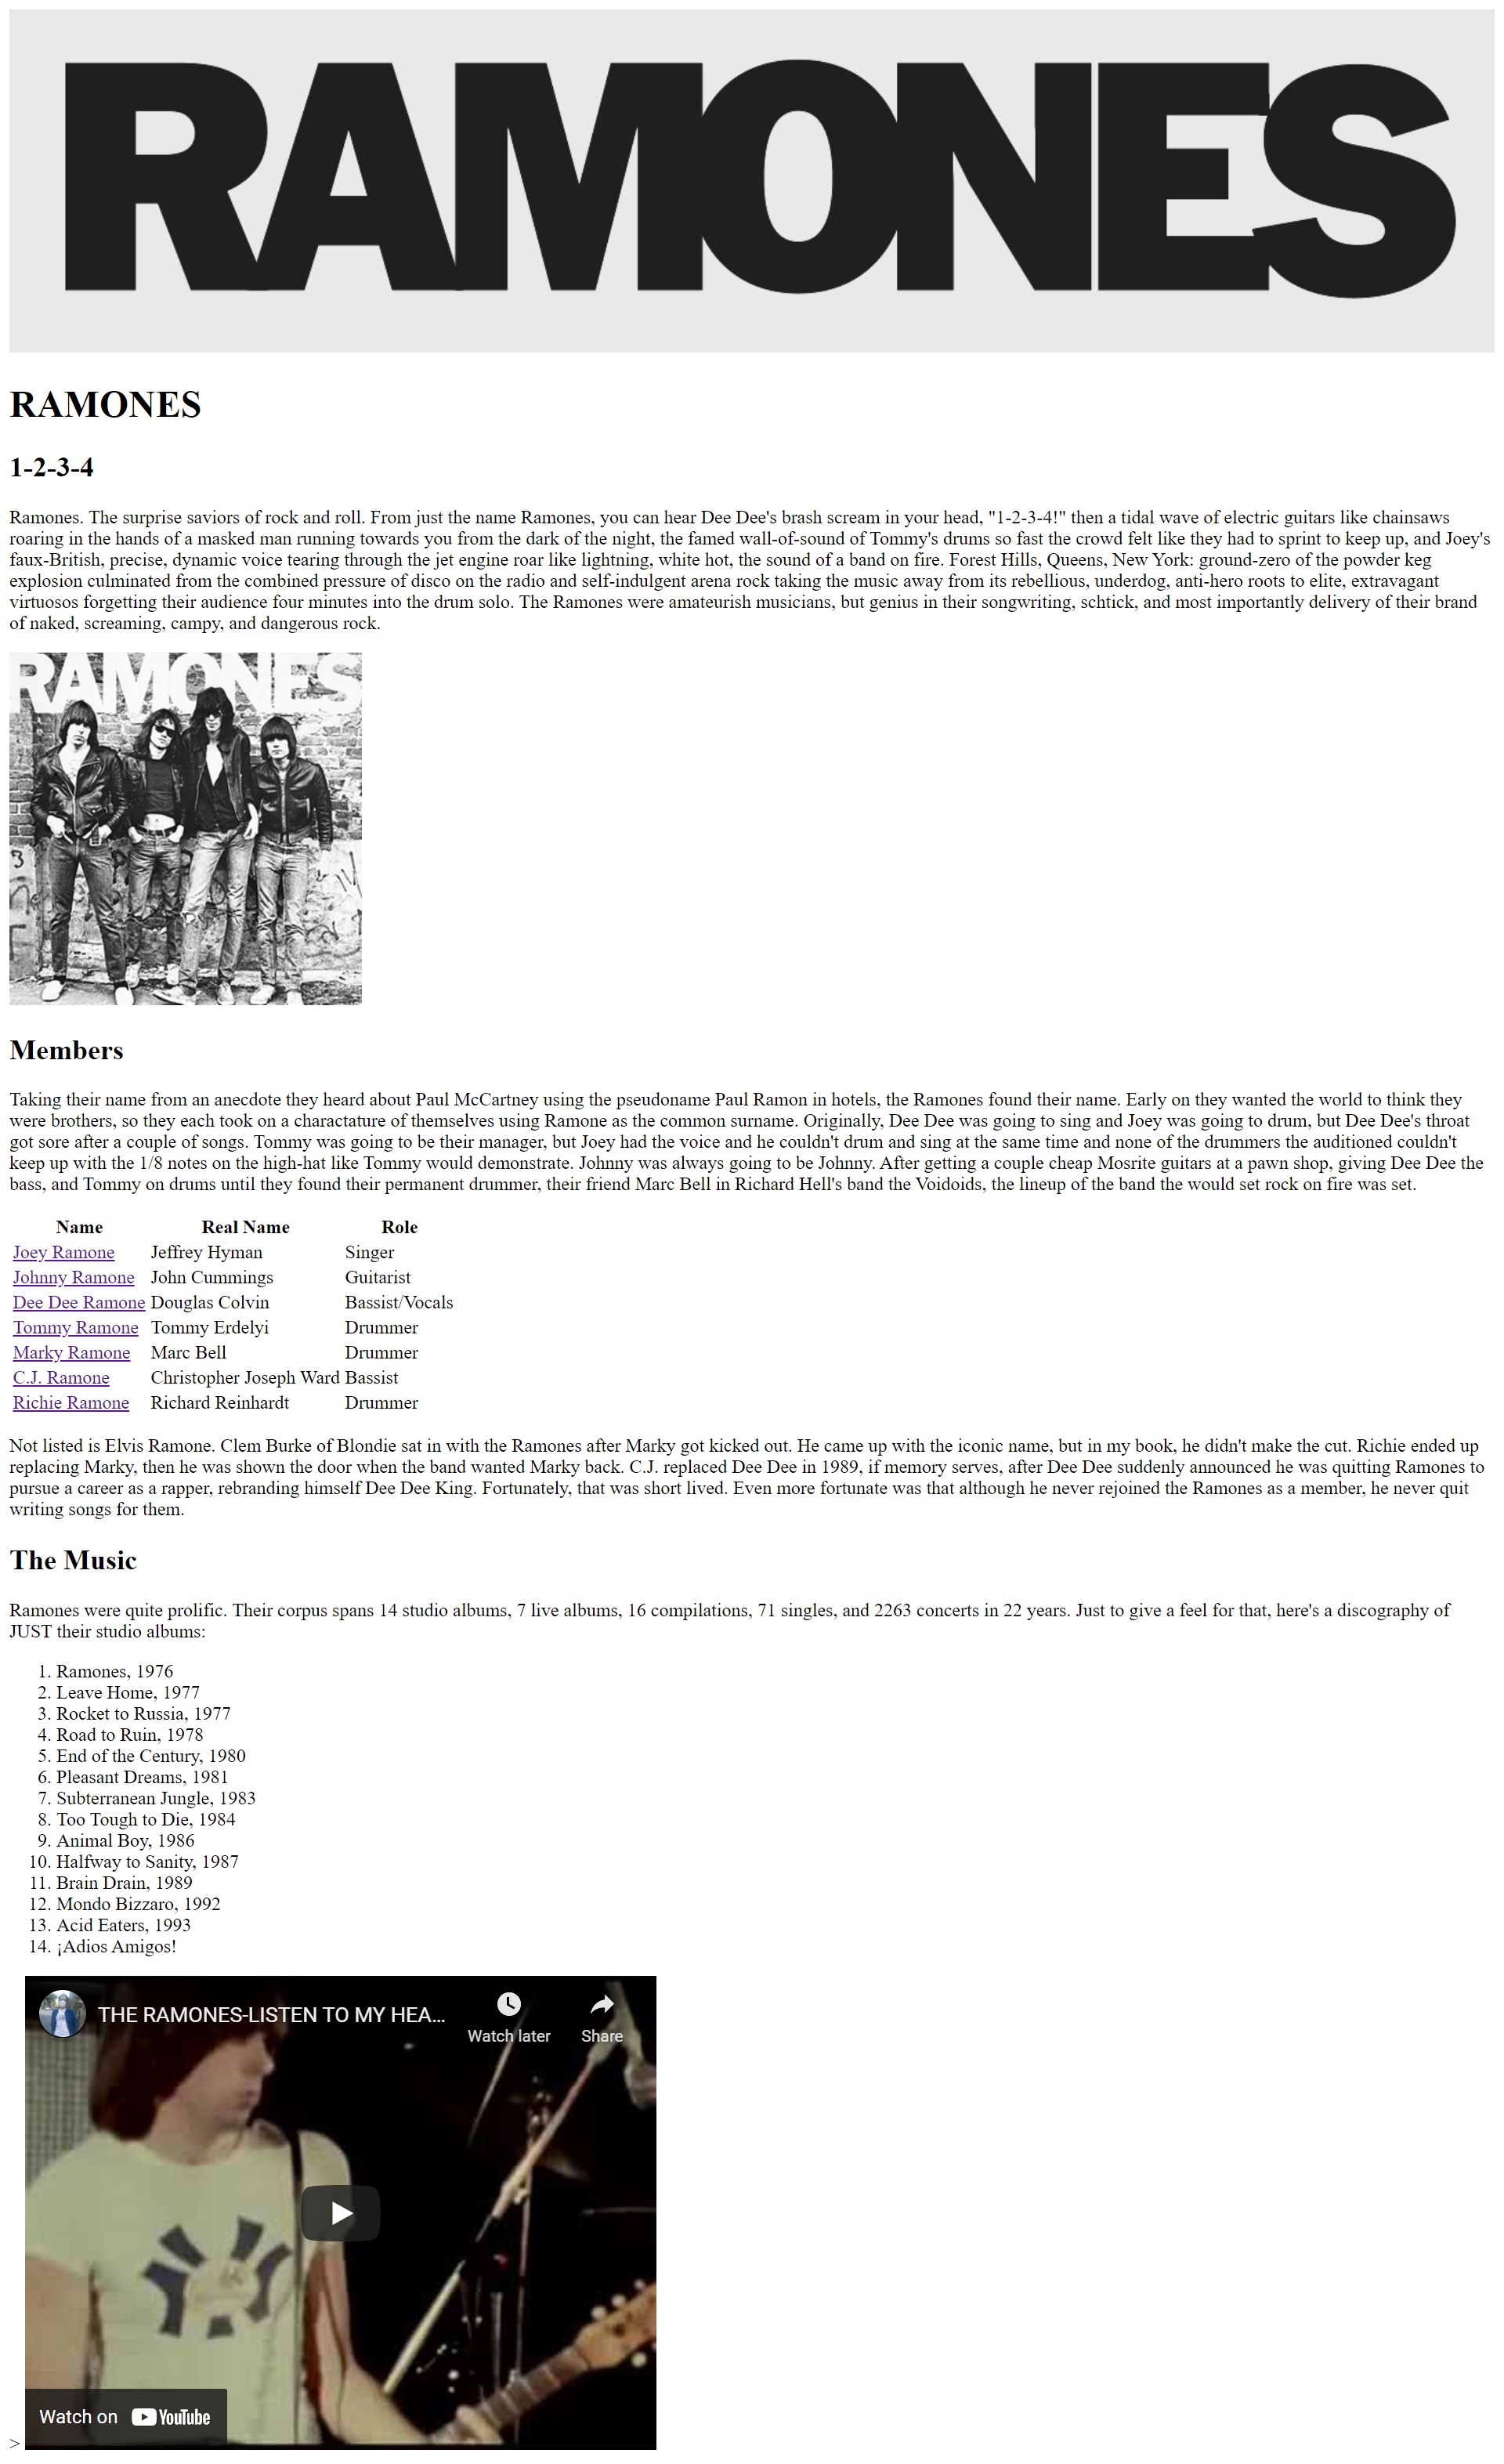 RAMONES
RAMONES
1-2-3-4
Ramones. The surprise saviors of rock and roll. From just the name Ramones, you can hear Dee Dee's brash scream in your head, "1-2-3-4!" then a tidal wave of electric guitars like chainsaws
roaring in the hands of a masked man running towards you from the dark of the night, the famed wall-of-sound of Tommy's drums so fast the crowd felt like they had to sprint to keep up, and Joey's
faux-British, precise, dynamic voice tearing through the jet engine roar like lightning, white hot, the sound of a band on fire. Forest Hills, Queens, New York: ground-zero of the powder keg
explosion culminated from the combined pressure of disco on the radio and self-indulgent arena rock taking the music away from its rebellious, underdog, anti-hero roots to elite, extravagant
virtuosos forgetting their audience four minutes into the drum solo. The Ramones were amateurish musicians, but genius in their songwriting, schtick, and most importantly delivery of their brand
of naked, screaming, campy, and dangerous rock.
RAMONES
Members
Taking their name from an anecdote they heard about Paul McCartney using the pseudoname Paul Ramon in hotels, the Ramones found their name. Early on they wanted the world to think they
were brothers, so they each took on a charactature of themselves using Ramone as the common surname. Originally, Dee Dee was going to sing and Joey was going to drum, but Dee Dee's throat
got sore after a couple of songs. Tommy was going to be their manager, but Joey had the voice and he couldn't drum and sing at the same time and none of the drummers the auditioned couldn't
keep up with the 1/8 notes on the high-hat like Tommy would demonstrate. Johnny was always going to be Johnny. After getting a couple cheap Mosrite guitars at a pawn shop, giving Dee Dee the
bass, and Tommy on drums until they found their permanent drummer, their friend Marc Bell in Richard Hell's band the Voidoids, the lineup of the band the would set rock on fire was set.
Name Real Name Role
Joey Ramone Jeffrey Hyman Singer
Johnny Ramone John Cummings Guitarist
Dee Dee Ramone Douglas Colvin Bassist/Vocals
Tommy Ramone Tommy Erdelyi Drummer
Marky Ramone Marc Bell Drummer
C.J. Ramone Christopher Joseph Ward Bassist
Richie Ramone Richard Reinhardt Drummer
Not listed is Elvis Ramone. Clem Burke of Blondie sat in with the Ramones after Marky got kicked out. He came up with the iconic name, but in my book, he didn't make the cut. Richie ended up
replacing Marky, then he was shown the door when the band wanted Marky back. C.J. replaced Dee Dee in 1989, if memory serves, after Dee Dee suddenly announced he was quitting Ramones to
pursue a career as a rapper, rebranding himself Dee Dee King. Fortunately, that was short lived. Even more fortunate was that although he never rejoined the Ramones as a member, he never quit
writing songs for them.
The Music
Ramones were quite prolific. Their corpus spans 14 studio albums, 7 live albums, 16 compilations, 71 singles, and 2263 concerts in 22 years. Just to give a feel for that, here's a discography of
JUST their studio albums:
1. Ramones, 1976
2. Leave Home, 1977
3. Rocket to Russia, 1977
4. Road to Ruin, 1978
5. End of the Century, 1980
6. Pleasant Dreams, 1981
7. Subterranean Jungle, 1983
8. Too Tough to Die, 1984
9. Animal Boy, 1986
10. Halfway to Sanity, 1987
11. Brain Drain, 1989
12. Mondo Bizzaro, 1992
13. Acid Eaters, 1993
14. ¡Adios Amigos!
THE RAMONES-LISTEN TO MY HEA...
Watch later Share
Watch on YouTube
>